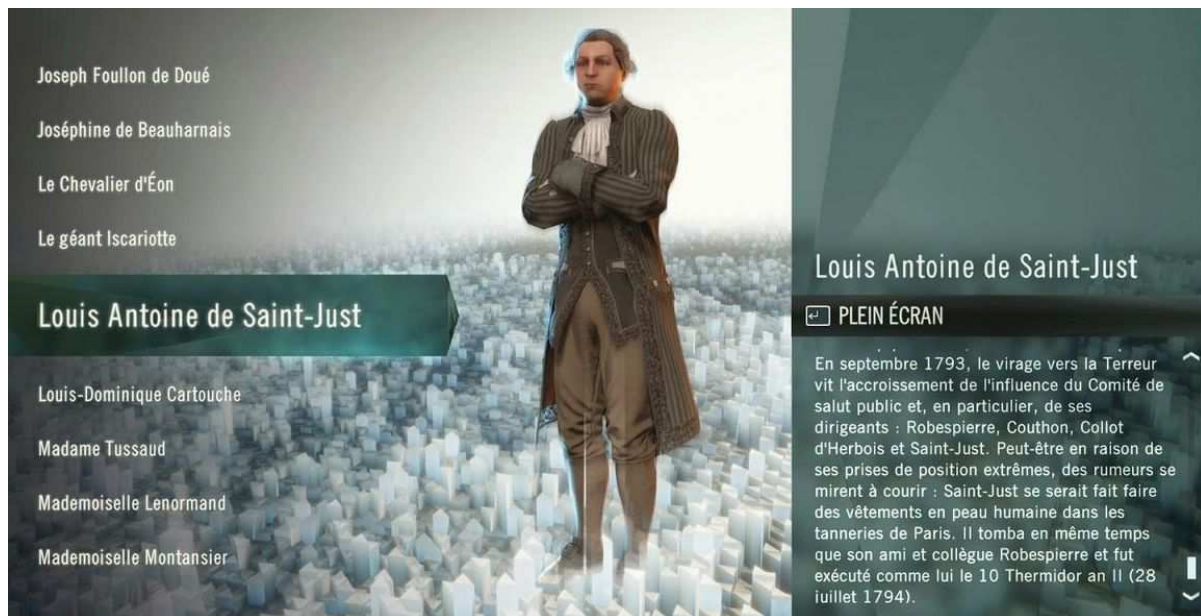 Joseph Foullon de Doué
Joséphine de Beauharnais
Le Chevalier d'Éon
Le géant Iscariotte
Louis Antoine de Saint-Just
Louis-Dominique Cartouche
Madame Tussaud
Mademoiselle Lenormand
Mademoiselle Montansier
Louis Antoine de Saint-Just
PLEIN ÉCRAN
En septembre 1793, le virage vers la Terreur
vit l'accroissement de l'influence du Comité de
salut public et, en particulier, de ses
dirigeants : Robespierre, Couthon, Collot
d'Herbois et Saint-Just. Peut-être en raison de
ses prises de position extrêmes, des rumeurs se
mirent à courir : Saint-Just se serait fait faire
des vêtements en peau humaine dans les
tanneries de Paris. Il tomba en même temps
que son ami et collègue Robespierre et fut
exécuté comme lui le 10 Thermidor an II (28
juillet 1794).